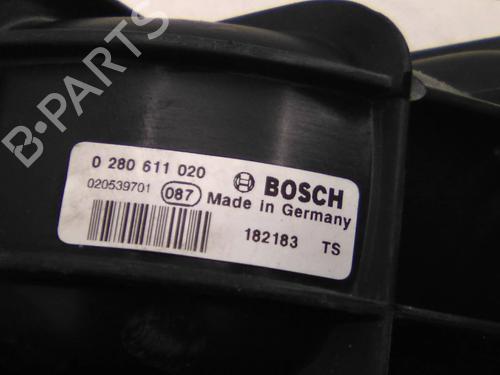 B-PARTS
0 280 611 020 BOSCH
020539701 087 Made in Germany
182183 TS